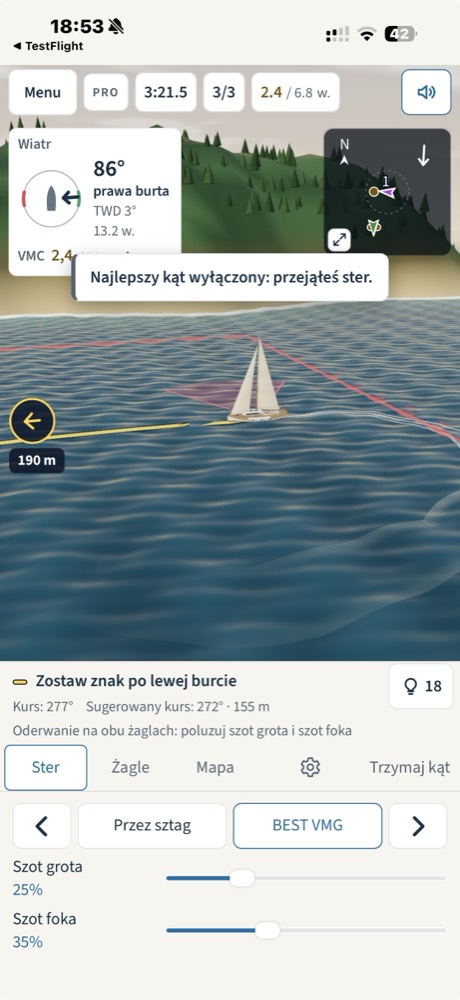 18:53
42
◀ TestFlight
Menu
PRO
3:21.5
3/3
2.4 / 6.8 w.
Wiatr
86°
prawa burta
TWD 3°
13.2 w.
VMC 2,4
N
1
Najlepszy kąt wyłączony: przejąłeś ster.
190 m
Zostaw znak po lewej burcie
18
Kurs: 277° Sugerowany kurs: 272° · 155 m
Oderwanie na obu żaglach: poluzuj szot grota i szot foka
Ster
Żagle
Mapa
Trzymaj kąt
Przez sztag
BEST VMG
Szot grota
25%
Szot foka
35%